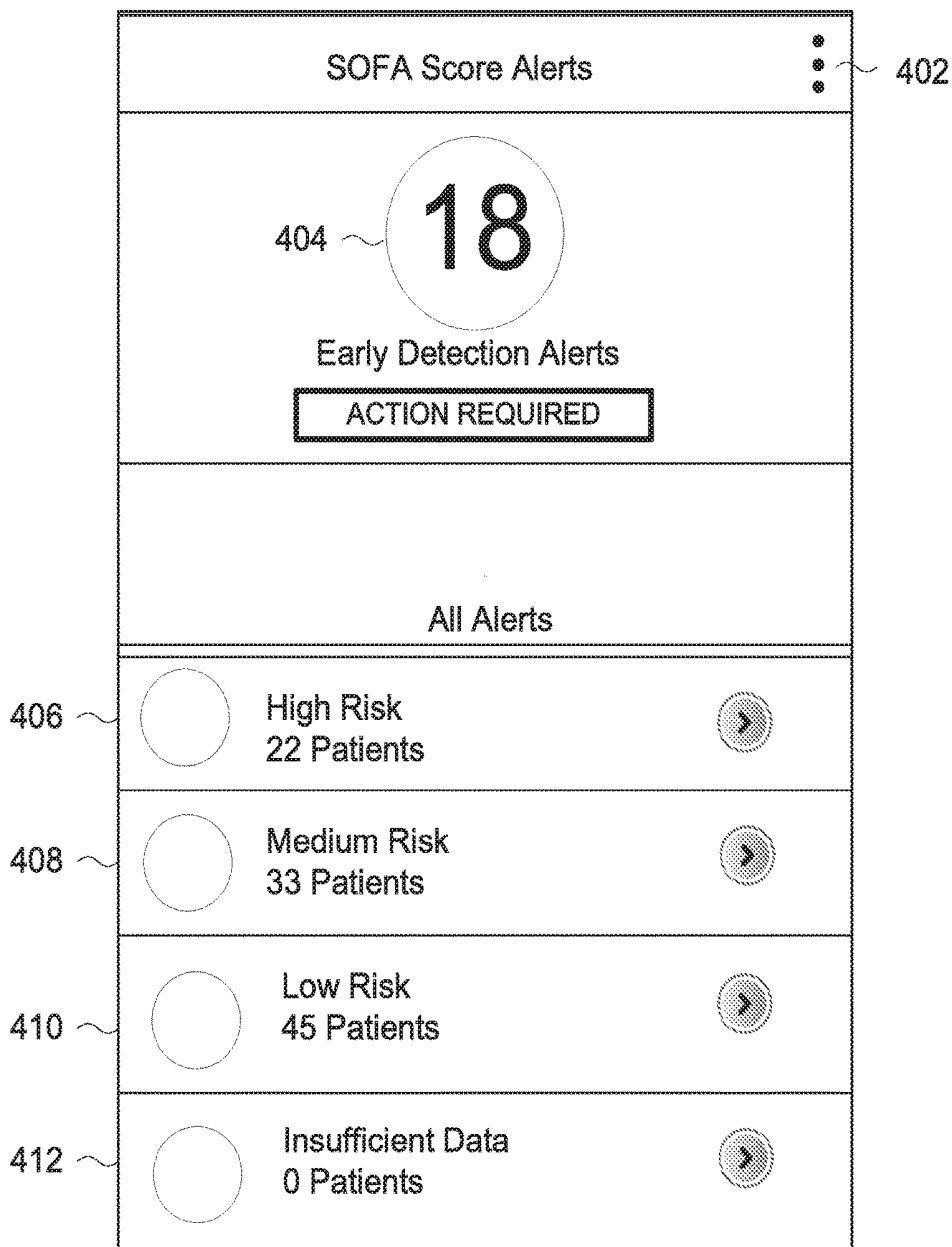 SOFA Score Alerts
402
18
404
Early Detection Alerts
ACTION REQUIRED
All Alerts
406
High Risk
22 Patients
408
Medium Risk
33 Patients
410
Low Risk
45 Patients
412
Insufficient Data
0 Patients